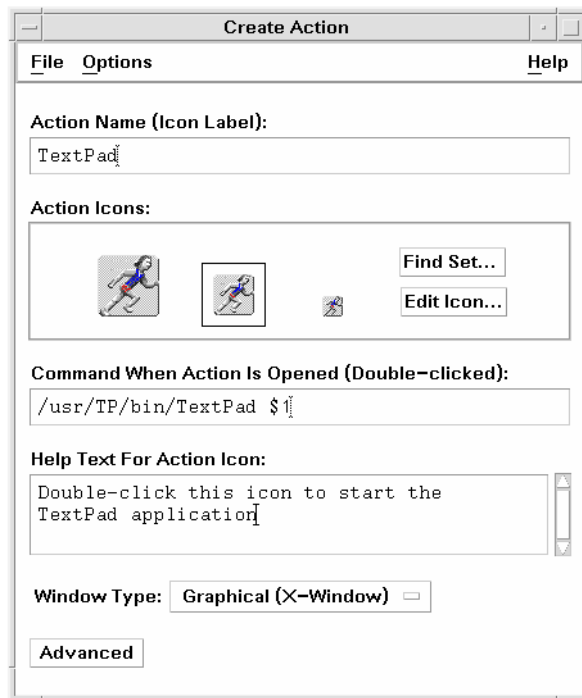 Create Action
File Options Help
Action Name (Icon Label):
TextPad
Action Icons:
Find Set...
Edit Icon...
Command When Action Is Opened (Double-clicked):
/usr/TP/bin/TextPad $1
Help Text For Action Icon:
Double-click this icon to start the
TextPad application
Window Type: Graphical (X-Window)
Advanced